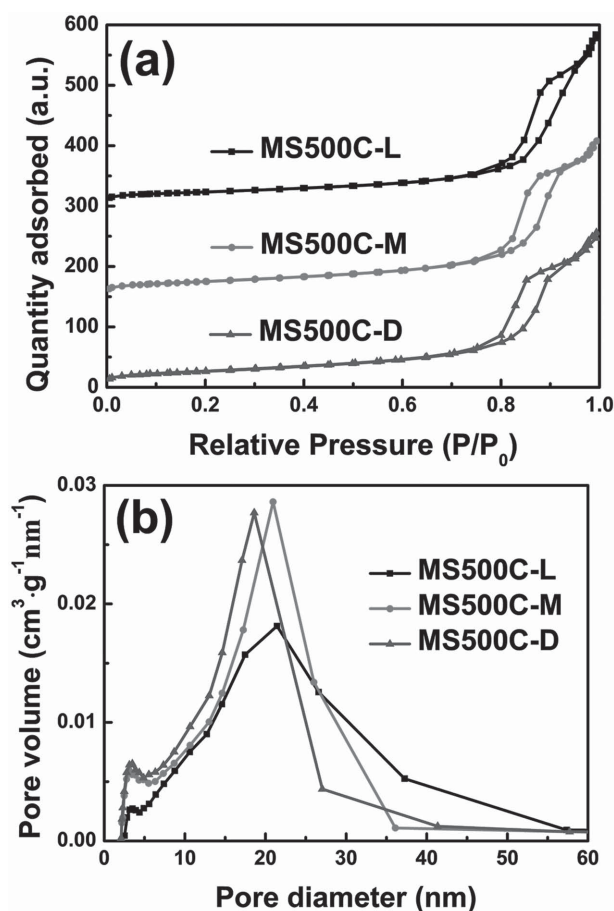 (a)
600
500
400
300
200
100
0
Quantity adsorbed (a.u.)
MS500C-L
MS500C-M
MS500C-D
0.0 0.2 0.4 0.6 0.8 1.0
Relative Pressure (P/P₀)
(b)
0.03
0.02
0.01
0.00
Pore volume (cm³·g⁻¹nm⁻¹)
MS500C-L
MS500C-M
MS500C-D
0 10 20 30 40 50 60
Pore diameter (nm)